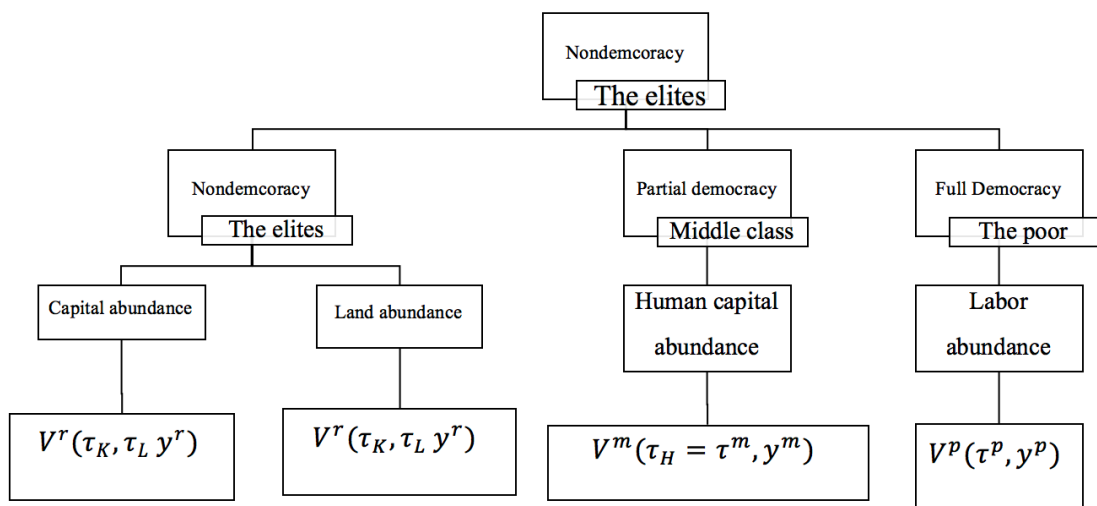 Nondemcoracy
The elites
Nondemcoracy
The elites
Partial democracy
Middle class
Full Democracy
The poor
Capital abundance
Land abundance
Human capital
abundance
Labor
abundance
V^r(τ_K, τ_L y^r)
V^r(τ_K, τ_L y^r)
V^m(τ_H = τ^m, y^m)
V^p(τ^p, y^p)